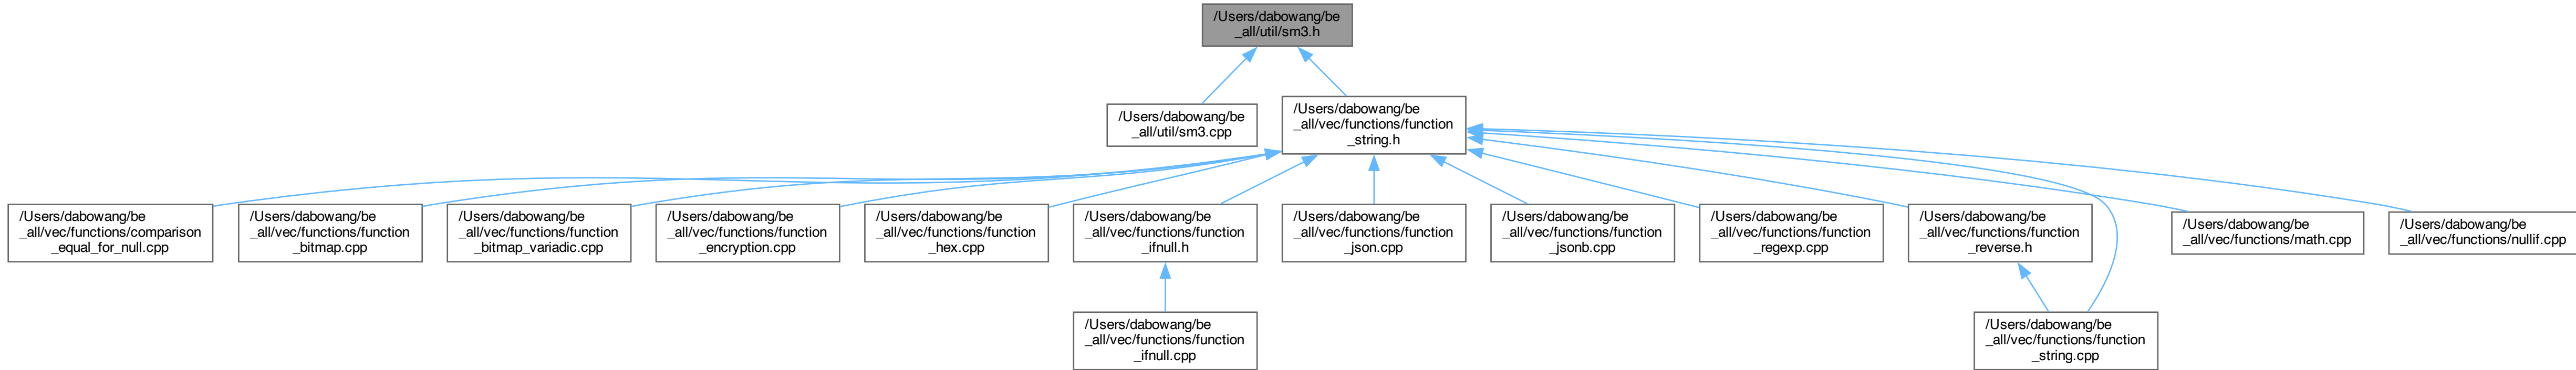 /Users/dabowang/be
_all/util/sm3.h
/Users/dabowang/be
_all/util/sm3.cpp
/Users/dabowang/be
_all/vec/functions/function
_string.h
/Users/dabowang/be
_all/vec/functions/comparison
_equal_for_null.cpp
/Users/dabowang/be
_all/vec/functions/function
_bitmap.cpp
/Users/dabowang/be
_all/vec/functions/function
_bitmap_variadic.cpp
/Users/dabowang/be
_all/vec/functions/function
_encryption.cpp
/Users/dabowang/be
_all/vec/functions/function
_hex.cpp
/Users/dabowang/be
_all/vec/functions/function
_ifnull.h
/Users/dabowang/be
_all/vec/functions/function
_json.cpp
/Users/dabowang/be
_all/vec/functions/function
_jsonb.cpp
/Users/dabowang/be
_all/vec/functions/function
_regexp.cpp
/Users/dabowang/be
_all/vec/functions/function
_reverse.h
/Users/dabowang/be
_all/vec/functions/math.cpp
/Users/dabowang/be
_all/vec/functions/nullif.cpp
/Users/dabowang/be
_all/vec/functions/function
_ifnull.cpp
/Users/dabowang/be
_all/vec/functions/function
_string.cpp